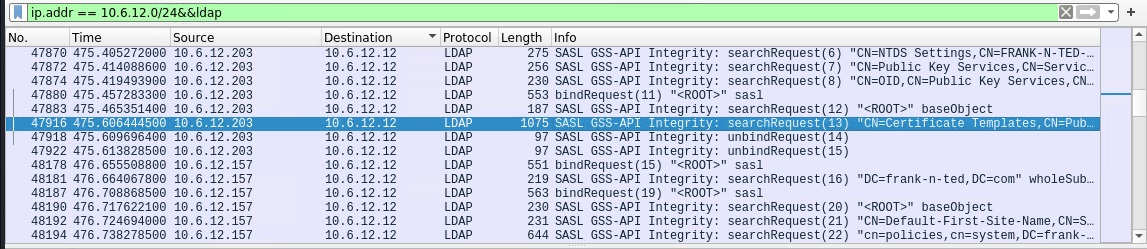 ip.addr == 10.6.12.0/24&&ldap
No. Time Source Destination Protocol Length Info
47870 475.405272000 10.6.12.203 10.6.12.12 LDAP 275 SASL GSS-API Integrity: searchRequest(6) "CN=NTDS Settings,CN=FRANK-N-TED-…
47872 475.414088600 10.6.12.203 10.6.12.12 LDAP 256 SASL GSS-API Integrity: searchRequest(7) "CN=Public Key Services,CN=Servic…
47874 475.419493900 10.6.12.203 10.6.12.12 LDAP 230 SASL GSS-API Integrity: searchRequest(8) "CN=OID,CN=Public Key Services,CN…
47880 475.457283300 10.6.12.203 10.6.12.12 LDAP 553 bindRequest(11) "<ROOT>" sasl
47883 475.465351400 10.6.12.203 10.6.12.12 LDAP 187 SASL GSS-API Integrity: searchRequest(12) "<ROOT>" baseObject
47916 475.606444500 10.6.12.203 10.6.12.12 LDAP 1075 SASL GSS-API Integrity: searchRequest(13) "CN=Certificate Templates,CN=Pub…
47918 475.609696400 10.6.12.203 10.6.12.12 LDAP 97 SASL GSS-API Integrity: unbindRequest(14)
47922 475.613828500 10.6.12.203 10.6.12.12 LDAP 97 SASL GSS-API Integrity: unbindRequest(15)
48178 476.655508800 10.6.12.157 10.6.12.12 LDAP 551 bindRequest(15) "<ROOT>" sasl
48181 476.664067800 10.6.12.157 10.6.12.12 LDAP 219 SASL GSS-API Integrity: searchRequest(16) "DC=frank-n-ted,DC=com" wholeSub…
48187 476.708868500 10.6.12.157 10.6.12.12 LDAP 563 bindRequest(19) "<ROOT>" sasl
48190 476.717622100 10.6.12.157 10.6.12.12 LDAP 230 SASL GSS-API Integrity: searchRequest(20) "<ROOT>" baseObject
48192 476.724694000 10.6.12.157 10.6.12.12 LDAP 231 SASL GSS-API Integrity: searchRequest(21) "CN=Default-First-Site-Name,CN=S…
48194 476.738278500 10.6.12.157 10.6.12.12 LDAP 644 SASL GSS-API Integrity: searchRequest(22) "cn=policies,cn=system,DC=frank-…